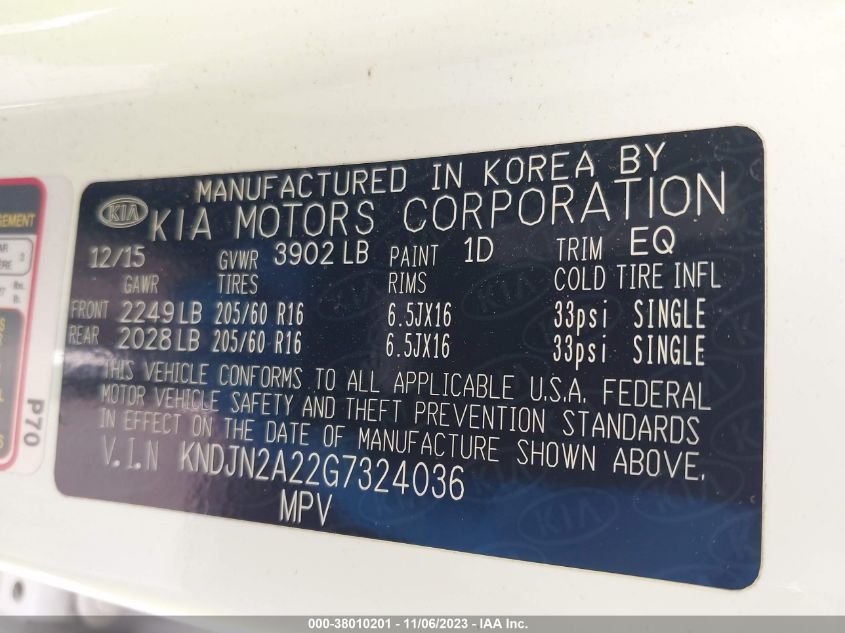 MANUFACTURED IN KOREA BY
KIA KIA MOTORS CORPORATION
12/15 GVWR 3902 LB PAINT 1D TRIM EQ
GAWR TIRES RIMS COLD TIRE INFL
FRONT 2249 LB 205/60 R16 6.5JX16 33psi SINGLE
REAR 2028 LB 205/60 R16 6.5JX16 33psi SINGLE
THIS VEHICLE CONFORMS TO ALL APPLICABLE U.S.A. FEDERAL
MOTOR VEHICLE SAFETY AND THEFT PREVENTION STANDARDS
IN EFFECT ON THE DATE OF MANUFACTURE SHOWN ABOVE.
V.I.N KNDJN2A22G7324036
MPV
P70
000-38010201 - 11/06/2023 - IAA Inc.